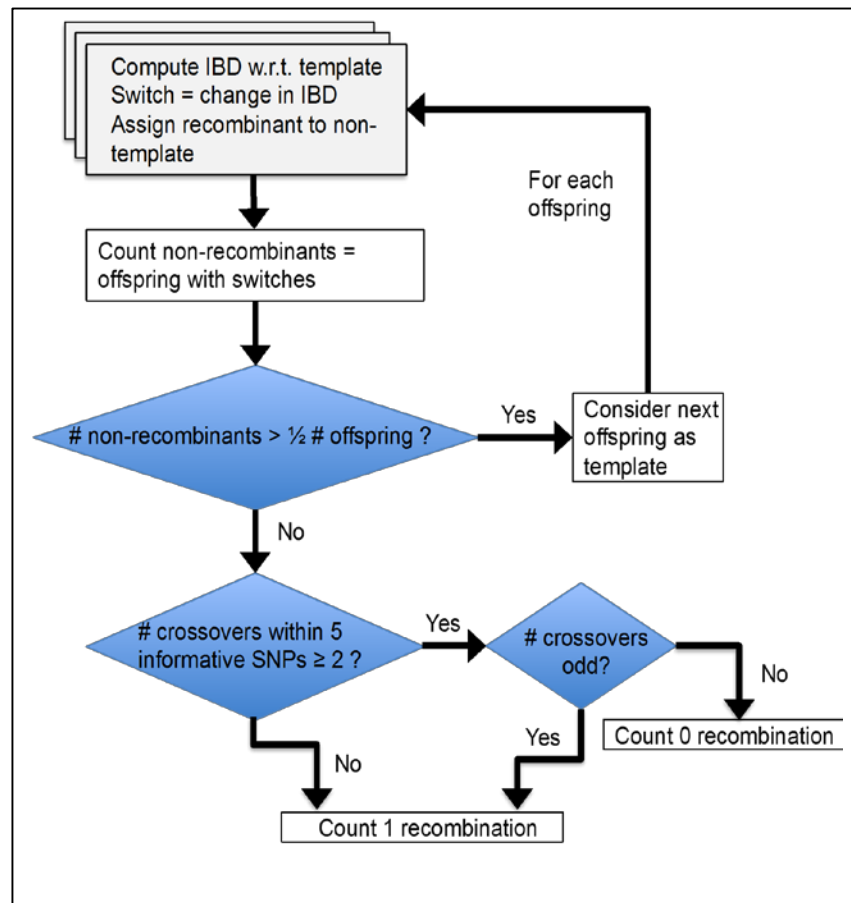 Compute IBD w.r.t. template
Switch = change in IBD
Assign recombinant to non-
template
For each
offspring
Count non-recombinants =
offspring with switches
# non-recombinants > ½ # offspring ?
Yes
Consider next
offspring as
template
No
# crossovers within 5
informative SNPs ≥ 2 ?
Yes
# crossovers
odd?
No
Count 0 recombination
Yes
No
Count 1 recombination